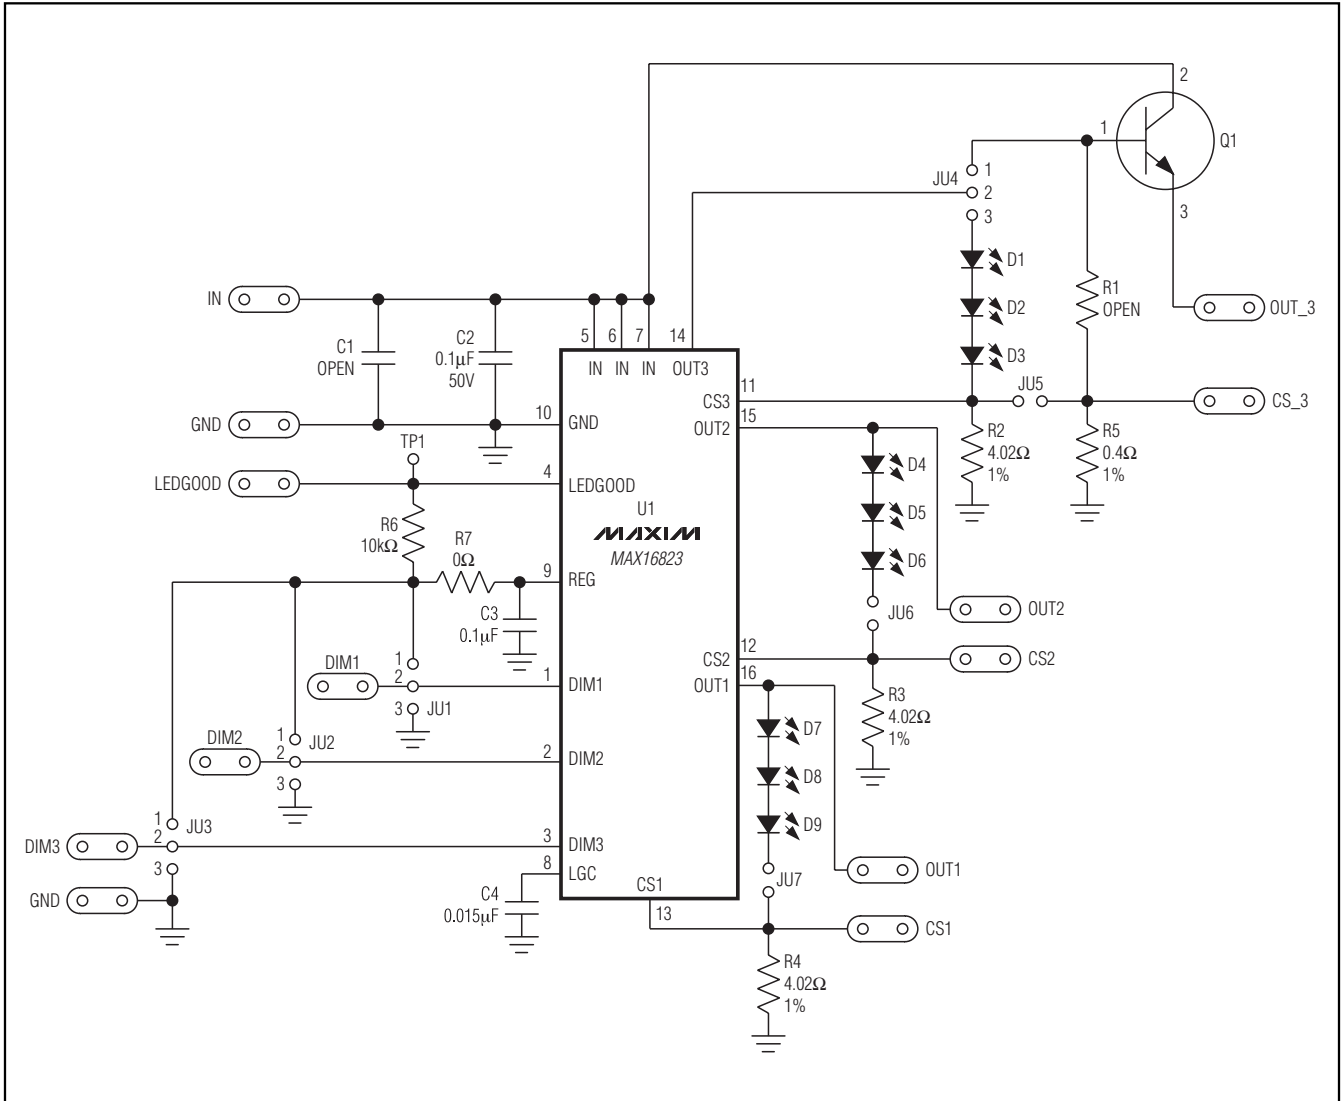 2
1
Q1
3
JU4
1
2
3
D1
D2
D3
R1
OPEN
OUT_3
IN
C1
OPEN
C2
0.1µF
50V
5
6
7
14
IN
IN
IN
OUT3
11
CS3
JU5
CS_3
GND
10
GND
15
OUT2
R2
4.02Ω
1%
R5
0.4Ω
1%
TP1
LEDGOOD
4
LEDGOOD
U1
MAXIM
MAX16823
D4
D5
D6
R6
10kΩ
R7
0Ω
9
REG
C3
0.1µF
JU6
OUT2
12
CS2
CS2
16
OUT1
DIM1
1
2
3
JU1
1
DIM1
R3
4.02Ω
1%
D7
D8
D9
DIM2
1
2
3
JU2
2
DIM2
DIM3
1
2
3
JU3
3
DIM3
8
LGC
GND
C4
0.015µF
CS1
13
JU7
OUT1
CS1
R4
4.02Ω
1%